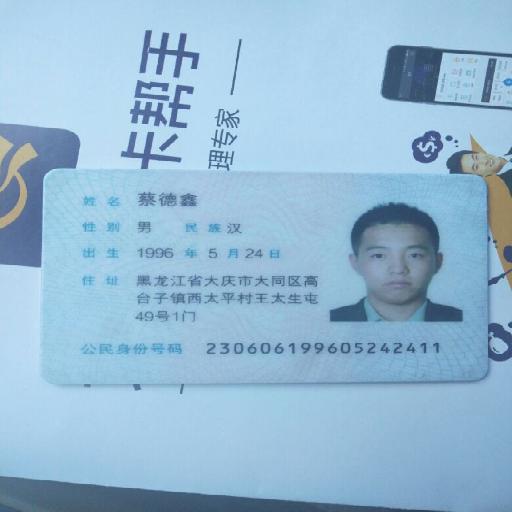 卡帮手
理专家
姓名 蔡德鑫
性别 男 民族 汉
出生 1996 年 5 月 24 日
住址 黑龙江省大庆市大同区高
台子镇西太平村王太生屯
49号1门
公民身份号码 230606199605242411